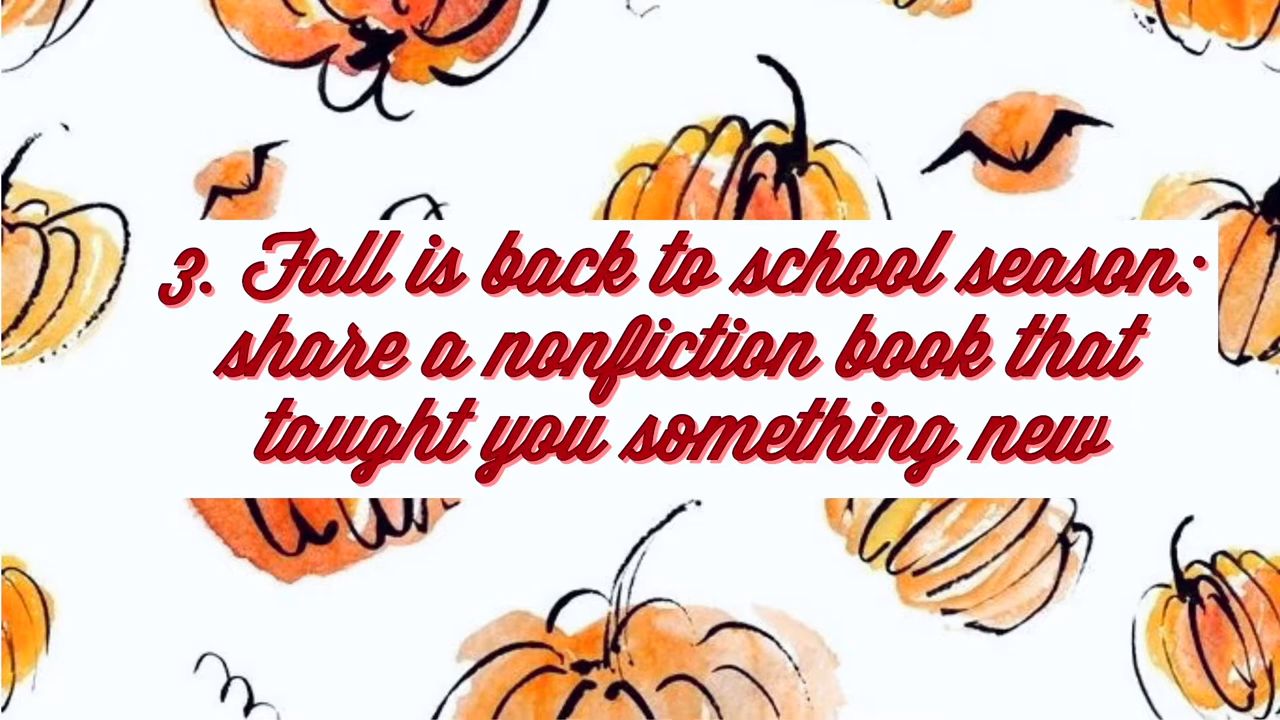 3. Fall is back to school season:
share a nonfiction book that
taught you something new